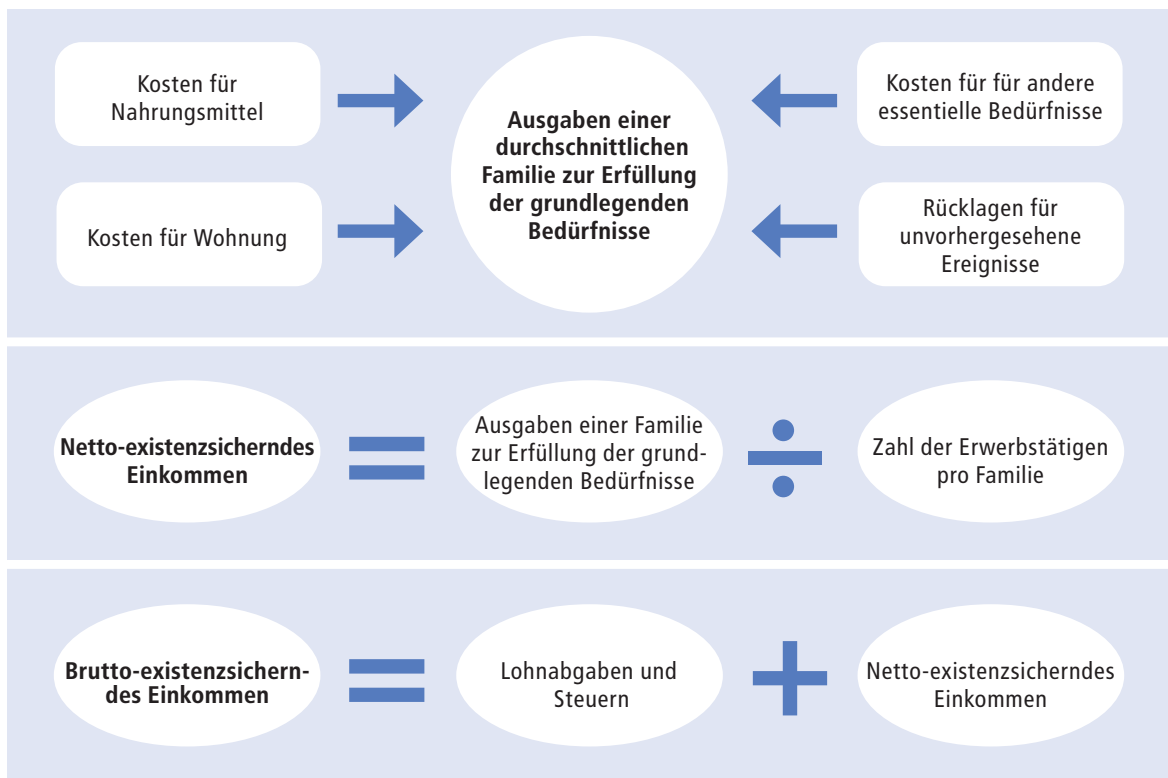 Kosten für
Nahrungsmittel
Kosten für Wohnung
Ausgaben einer
durchschnittlichen
Familie zur Erfüllung
der grundlegenden
Bedürfnisse
Kosten für für andere
essentielle Bedürfnisse
Rücklagen für
unvorhergesehene
Ereignisse
Netto-existenzsicherndes
Einkommen
=
Ausgaben einer Familie
zur Erfüllung der grund-
legenden Bedürfnisse
÷
Zahl der Erwerbstätigen
pro Familie
Brutto-existenzsichern-
des Einkommen
=
Lohnabgaben und
Steuern
+
Netto-existenzsicherndes
Einkommen